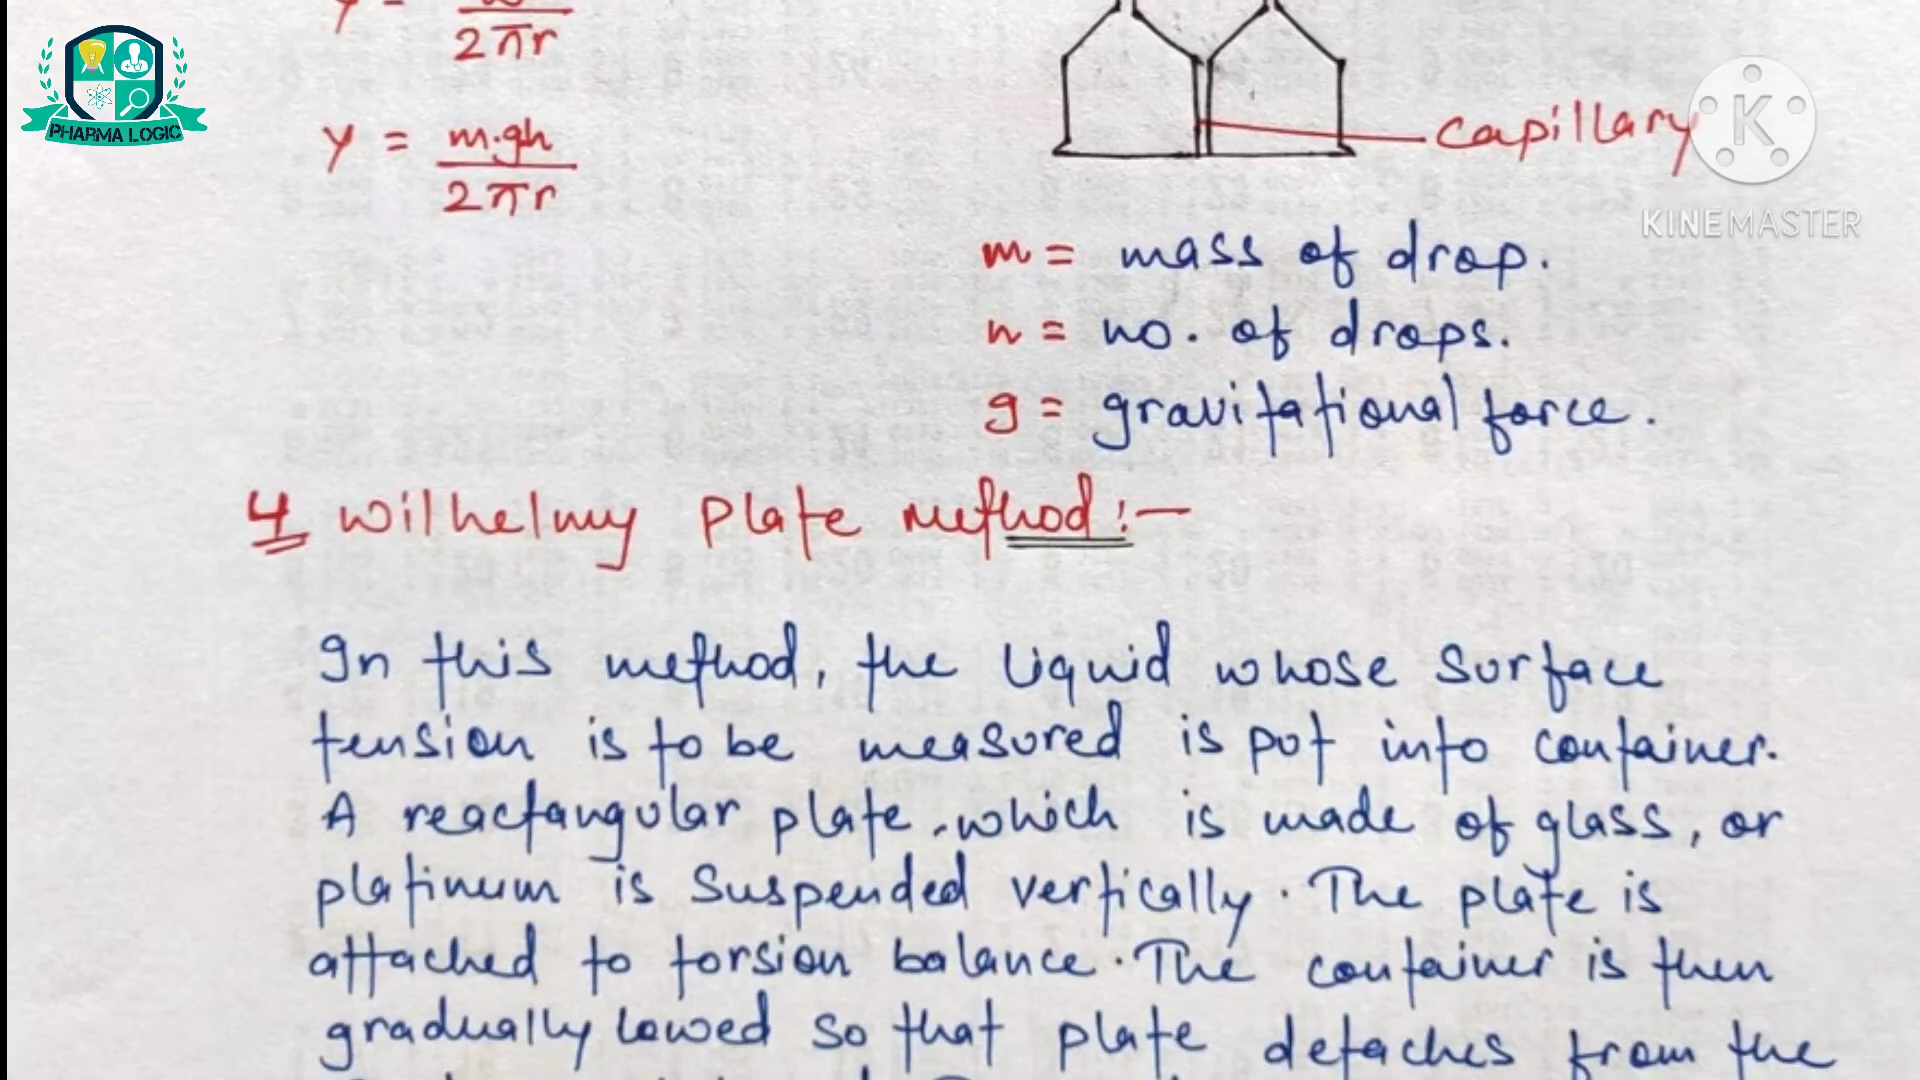 2πr
PHARMA LOGIC
γ = m.gh
2πr
capillary
KINEMASTER
m = mass of drop.
n = no. of drops.
g = gravitational force.
4 Wilhelmy plate method :-
In this method, the liquid whose surface
tension is to be measured is put into container.
A reactangular plate, which is made of glass, or
platinum is suspended vertically. The plate is
attached to torsion balance. The container is then
gradually lowed so that plate detaches from the